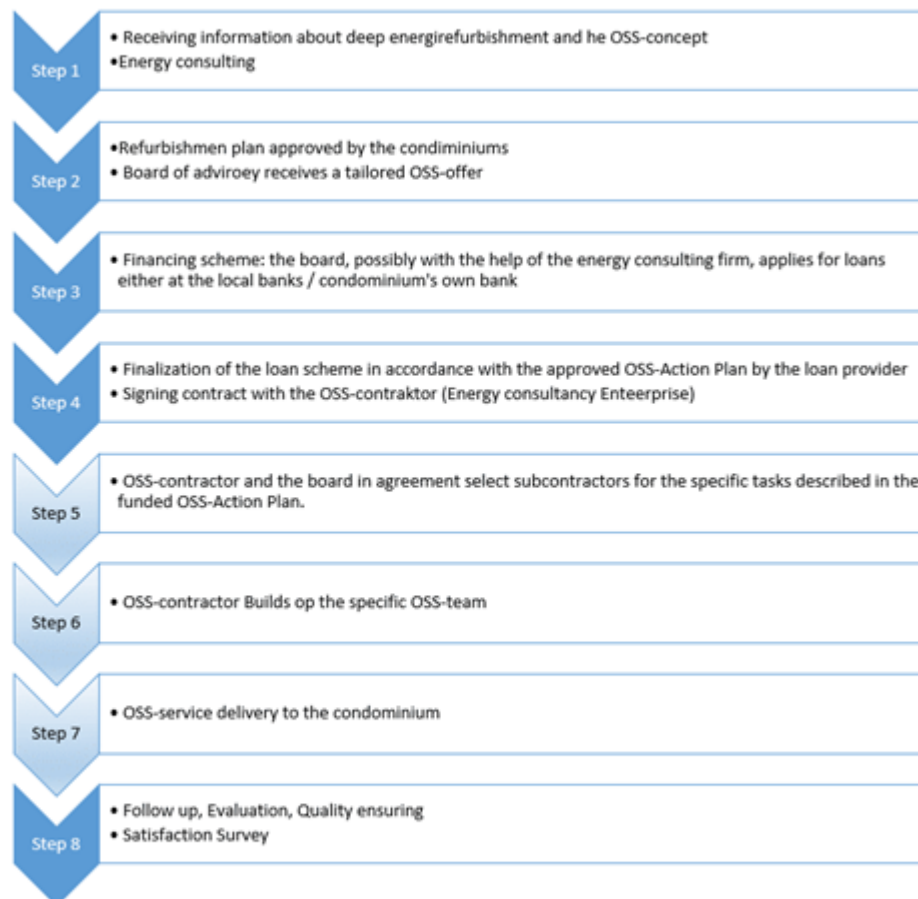 Step 1
• Receiving information about deep energirefurbishment and he OSS-concept
•Energy consulting
Step 2
•Refurbishmen plan approved by the condiminiums
• Board of adviroey receives a tailored OSS-offer
Step 3
• Financing scheme: the board, possibly with the help of the energy consulting firm, applies for loans
either at the local banks / condominium's own bank
Step 4
• Finalization of the loan scheme in accordance with the approved OSS-Action Plan by the loan provider
• Signing contract with the OSS-contraktor (Energy consultancy Enteerprise)
Step 5
• OSS-contractor and the board in agreement select subcontractors for the specific tasks described in the
funded OSS-Action Plan.
Step 6
• OSS-contractor Builds op the specific OSS-team
Step 7
• OSS-service delivery to the condominium
Step 8
• Follow up, Evaluation, Quality ensuring
• Satisfaction Survey